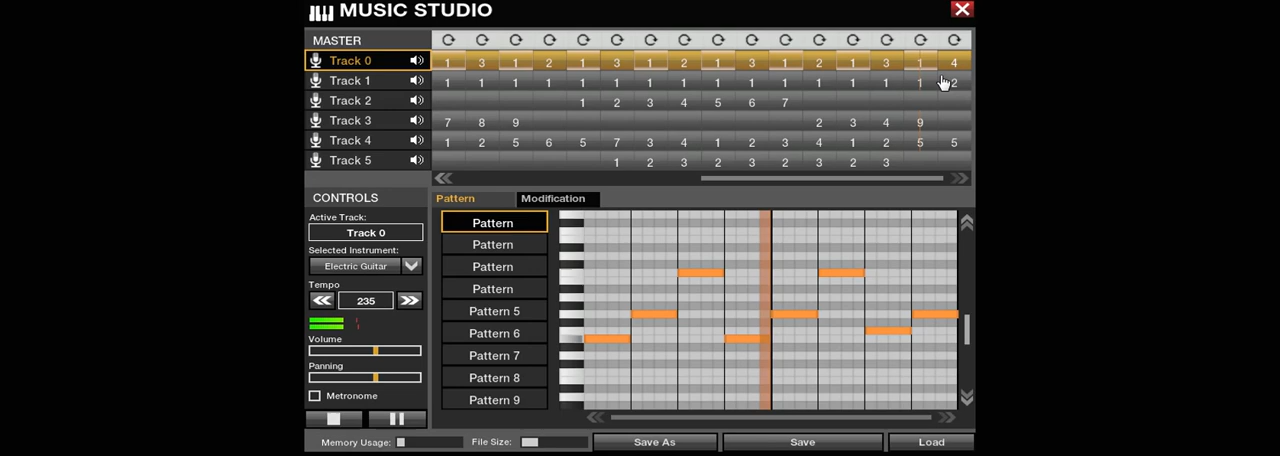 MUSIC STUDIO
MASTER
Track 0 1 3 1 2 1 3 1 2 1 3 1 2 1 3 1 4
Track 1 1 1 1 1 1 1 1 1 1 1 1 1 1 1 1 2
Track 2 1 2 3 4 5 6 7
Track 3 7 8 9 2 3 4 9
Track 4 1 2 5 6 5 7 3 4 1 2 3 4 1 2 5 5
Track 5 1 2 3 2 3 2 3 2 3
CONTROLS
Active Track:
Track 0
Selected Instrument:
Electric Guitar
Tempo
235
Volume
Panning
Metronome
Pattern Modification
Pattern
Pattern
Pattern
Pattern
Pattern 5
Pattern 6
Pattern 7
Pattern 8
Pattern 9
Memory Usage: File Size: Save As Save Load